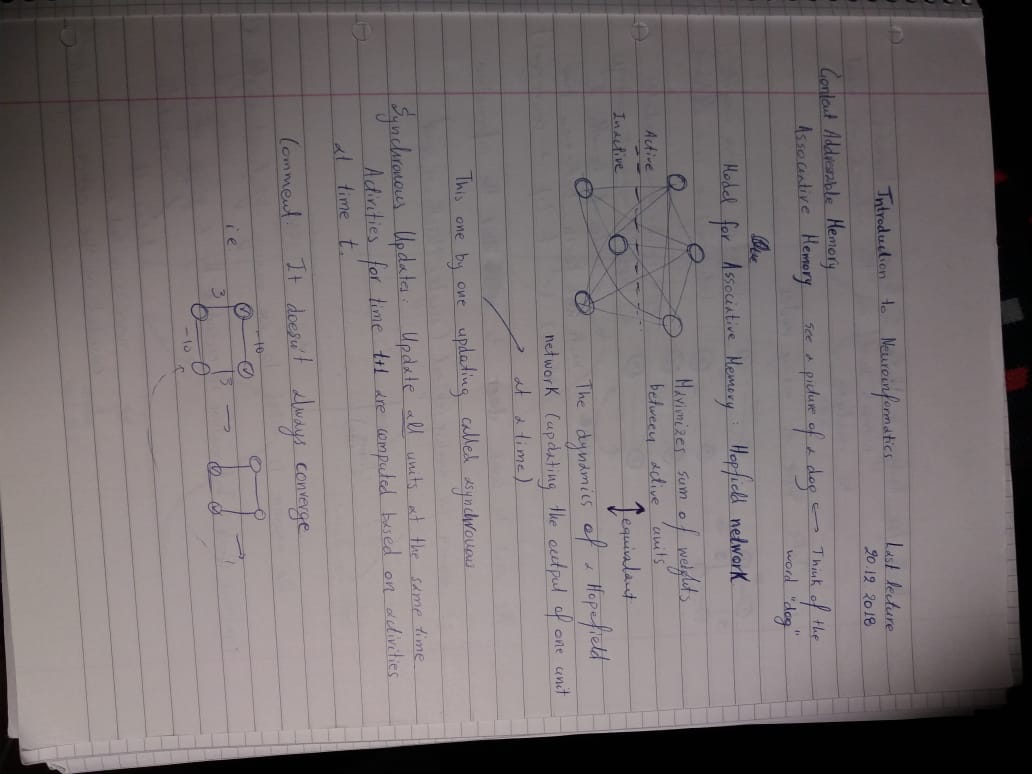 Introduction to Neuroinformatics
Last lecture
20.12 2018
Content Addressable Memory
Associative Memory see a picture of a dog ← Think of the
word "dog"
Model for Associative Memory: Hopfield network
Maximizes sum of weights
between active units
Active
Inactive
equivalant
The dynamics of a Hopefield
network (updating the output of one unit
at a time)
This one by one updating called asynchronous
Synchronous Updates: Update all units at the same time
Activities for time t+1 are computed based on activities
at time t.
Comment: It doesn't always converge
ie
-10
3 3 → →
-10